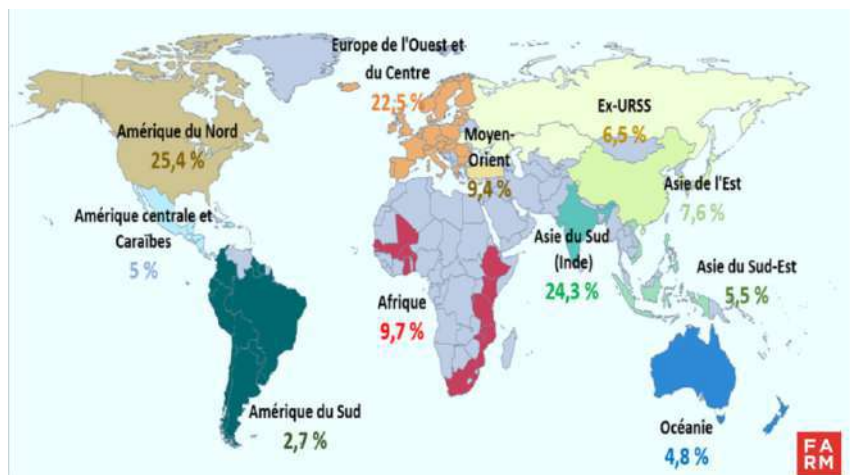 Europe de l'Ouest et
du Centre
22,5 %
Amérique du Nord
25,4 %
Ex-URSS
6,5 %
Moyen-
Orient
9,4 %
Asie de l'Est
7,6 %
Amérique centrale et
Caraïbes
5 %
Asie du Sud
(Inde)
24,3 %
Asie du Sud-Est
5,5 %
Afrique
9,7 %
Amérique du Sud
2,7 %
Océanie
4,8 %
FA
RM